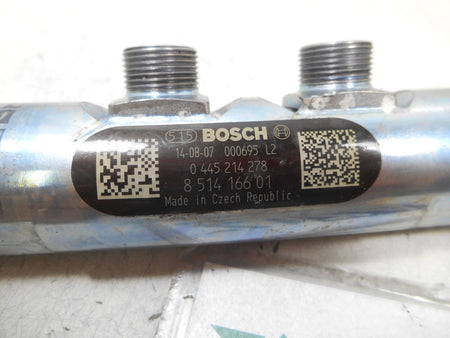 515 BOSCH
14-08-07 000695 L2
0 445 214 278
8 514 166 01
Made in Czech Republic